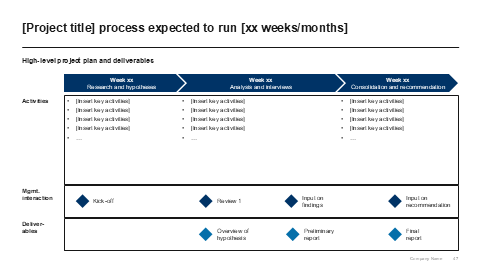 [Project title] process expected to run [xx weeks/months]
High-level project plan and deliverables
Week xx
Research and hypotheses
Week xx
Analysis and interviews
Week xx
Consolidation and recommendation
Activities
• [Insert key activities]
• [Insert key activities]
• [Insert key activities]
• [Insert key activities]
• ...
• [Insert key activities]
• [Insert key activities]
• [Insert key activities]
• [Insert key activities]
• ...
• [Insert key activities]
• [Insert key activities]
• [Insert key activities]
• [Insert key activities]
• ...
Mgmt.
interaction
Kick-off
Review 1
Input on
findings
Input on
recommendation
Deliver-
ables
Overview of
hypothesis
Preliminary
report
Final
report
Company Name